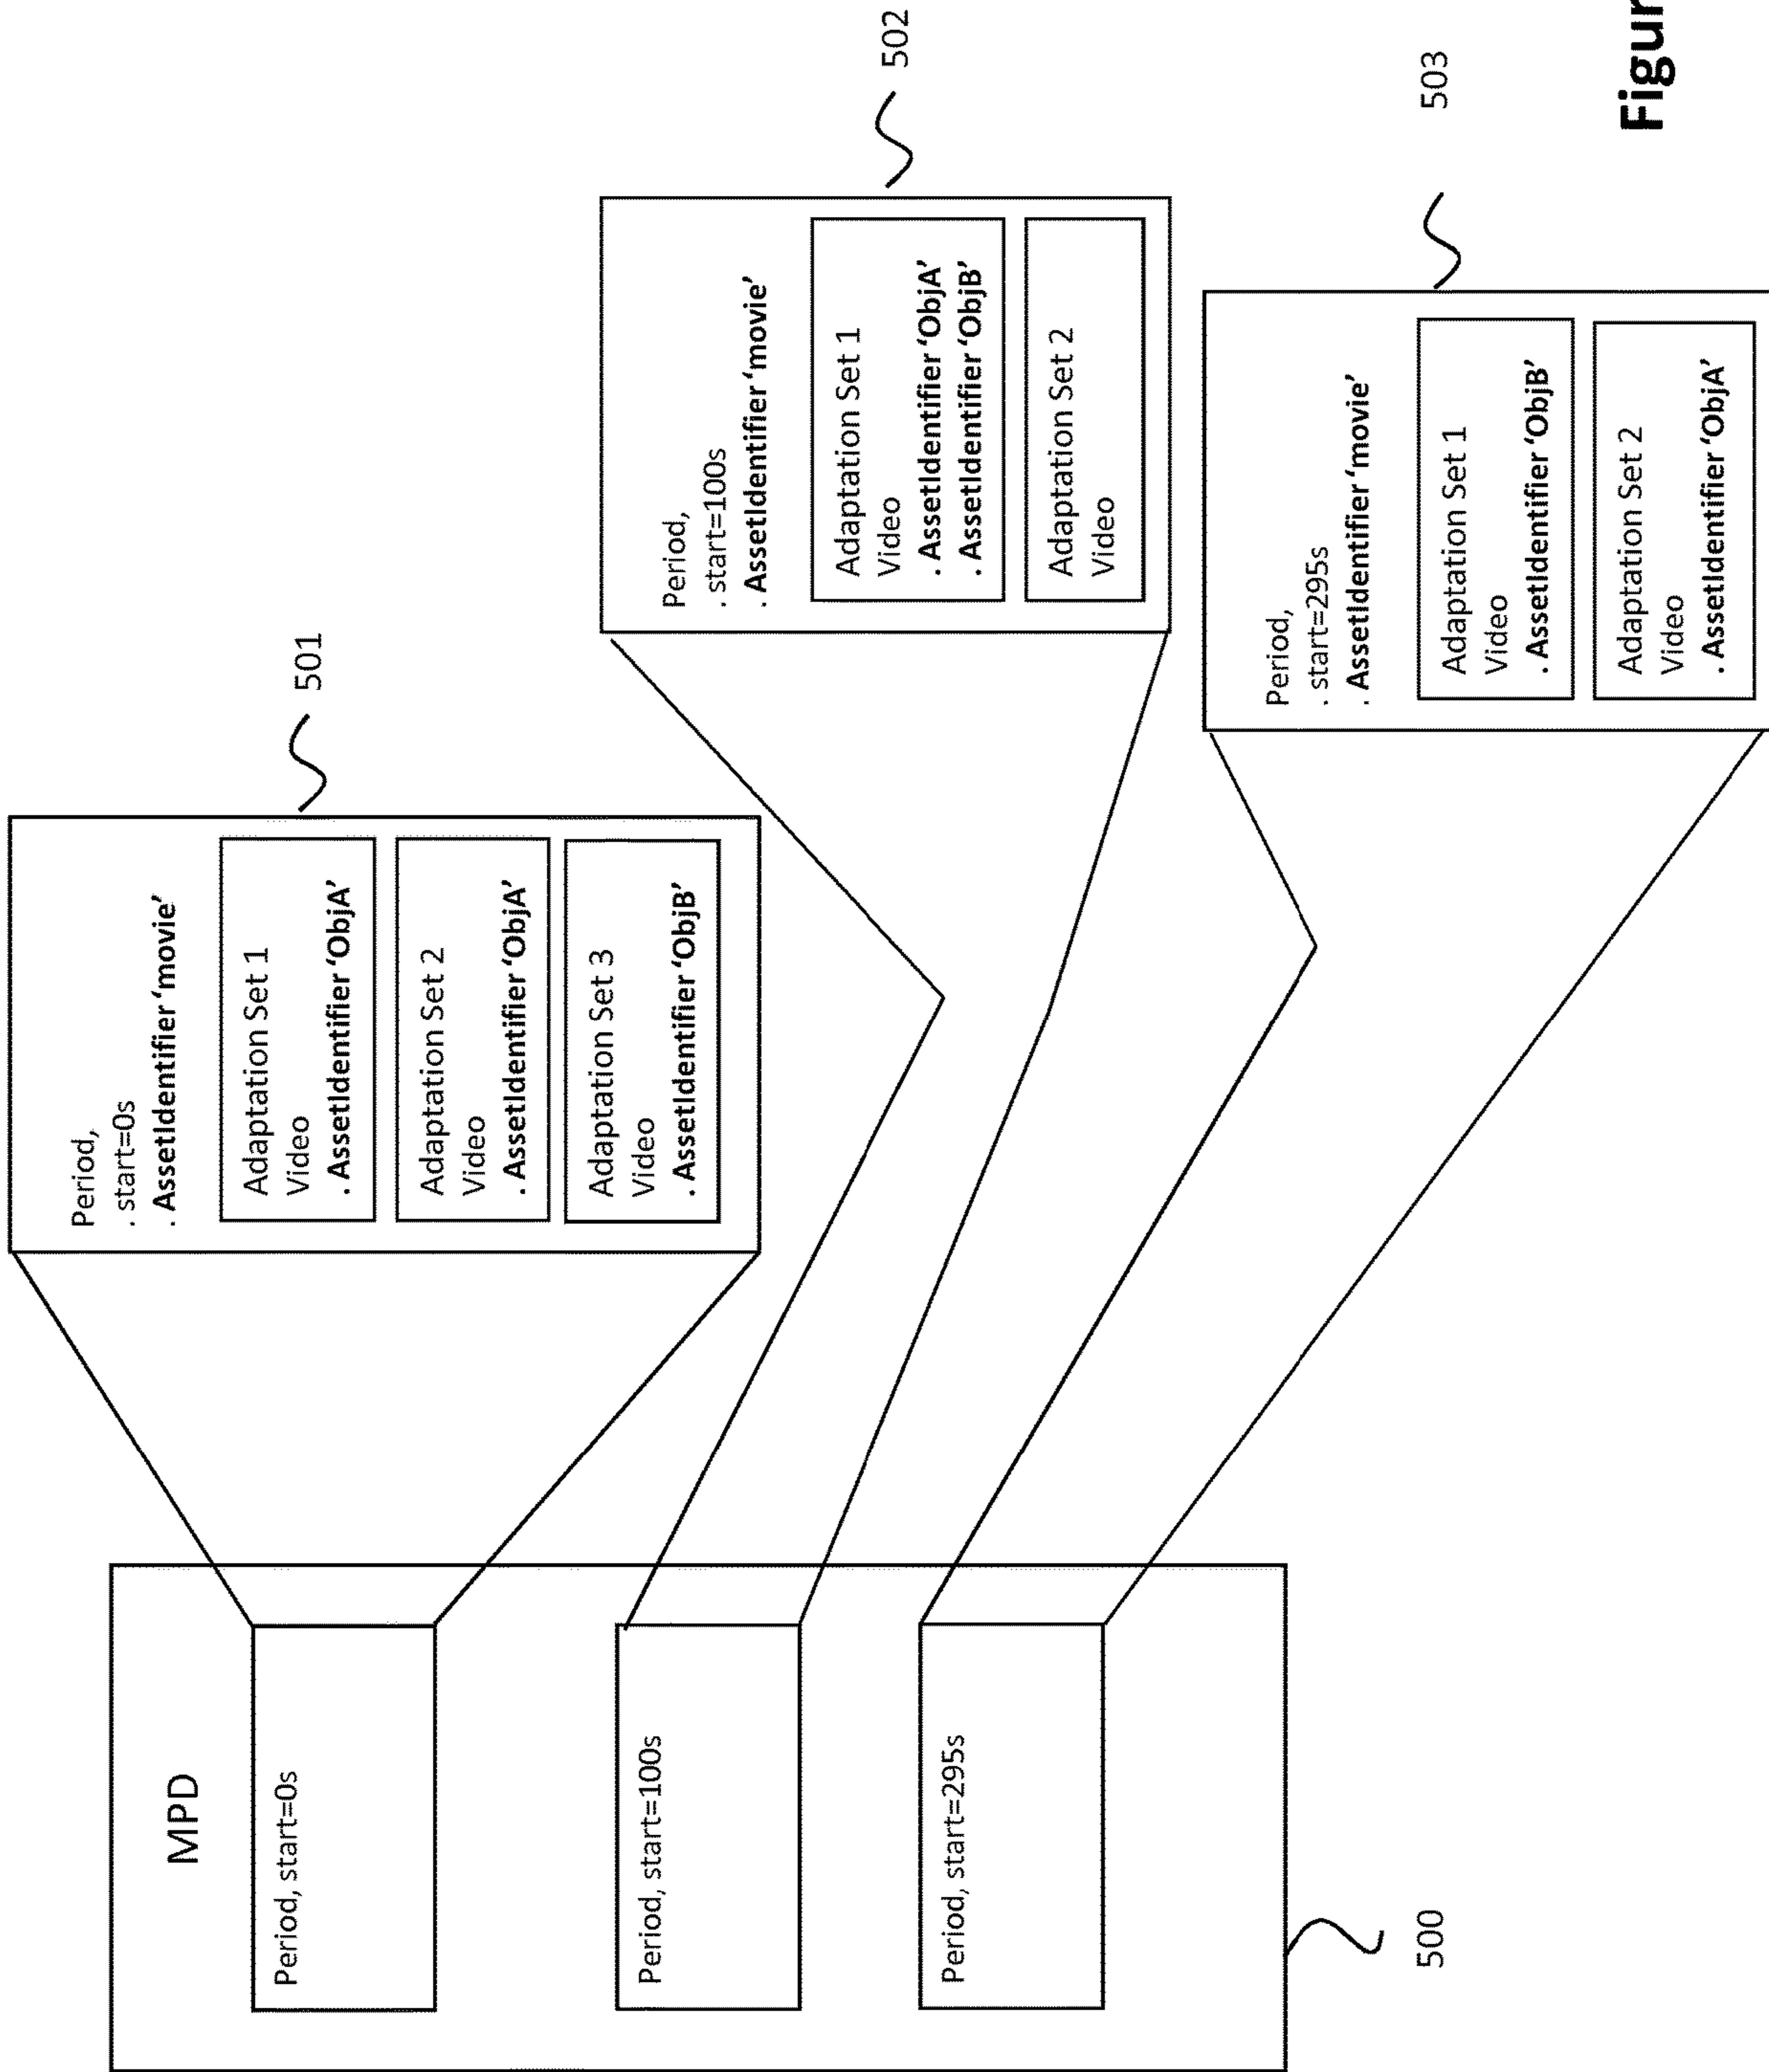 MPD
Period, start=0s
Period, start=100s
Period, start=295s
500
Period,
. start=0s
. AssetIdentifier ‘movie’
Adaptation Set 1
Video
. AssetIdentifier ‘ObjA’
Adaptation Set 2
Video
. AssetIdentifier ‘ObjA’
Adaptation Set 3
Video
. AssetIdentifier ‘ObjB’
501
Period,
. start=100s
. AssetIdentifier ‘movie’
Adaptation Set 1
Video
. AssetIdentifier ‘ObjA’
. AssetIdentifier ‘ObjB’
Adaptation Set 2
Video
502
Period,
. start=295s
. AssetIdentifier ‘movie’
Adaptation Set 1
Video
. AssetIdentifier ‘ObjB’
Adaptation Set 2
Video
. AssetIdentifier ‘ObjA’
503
Figur